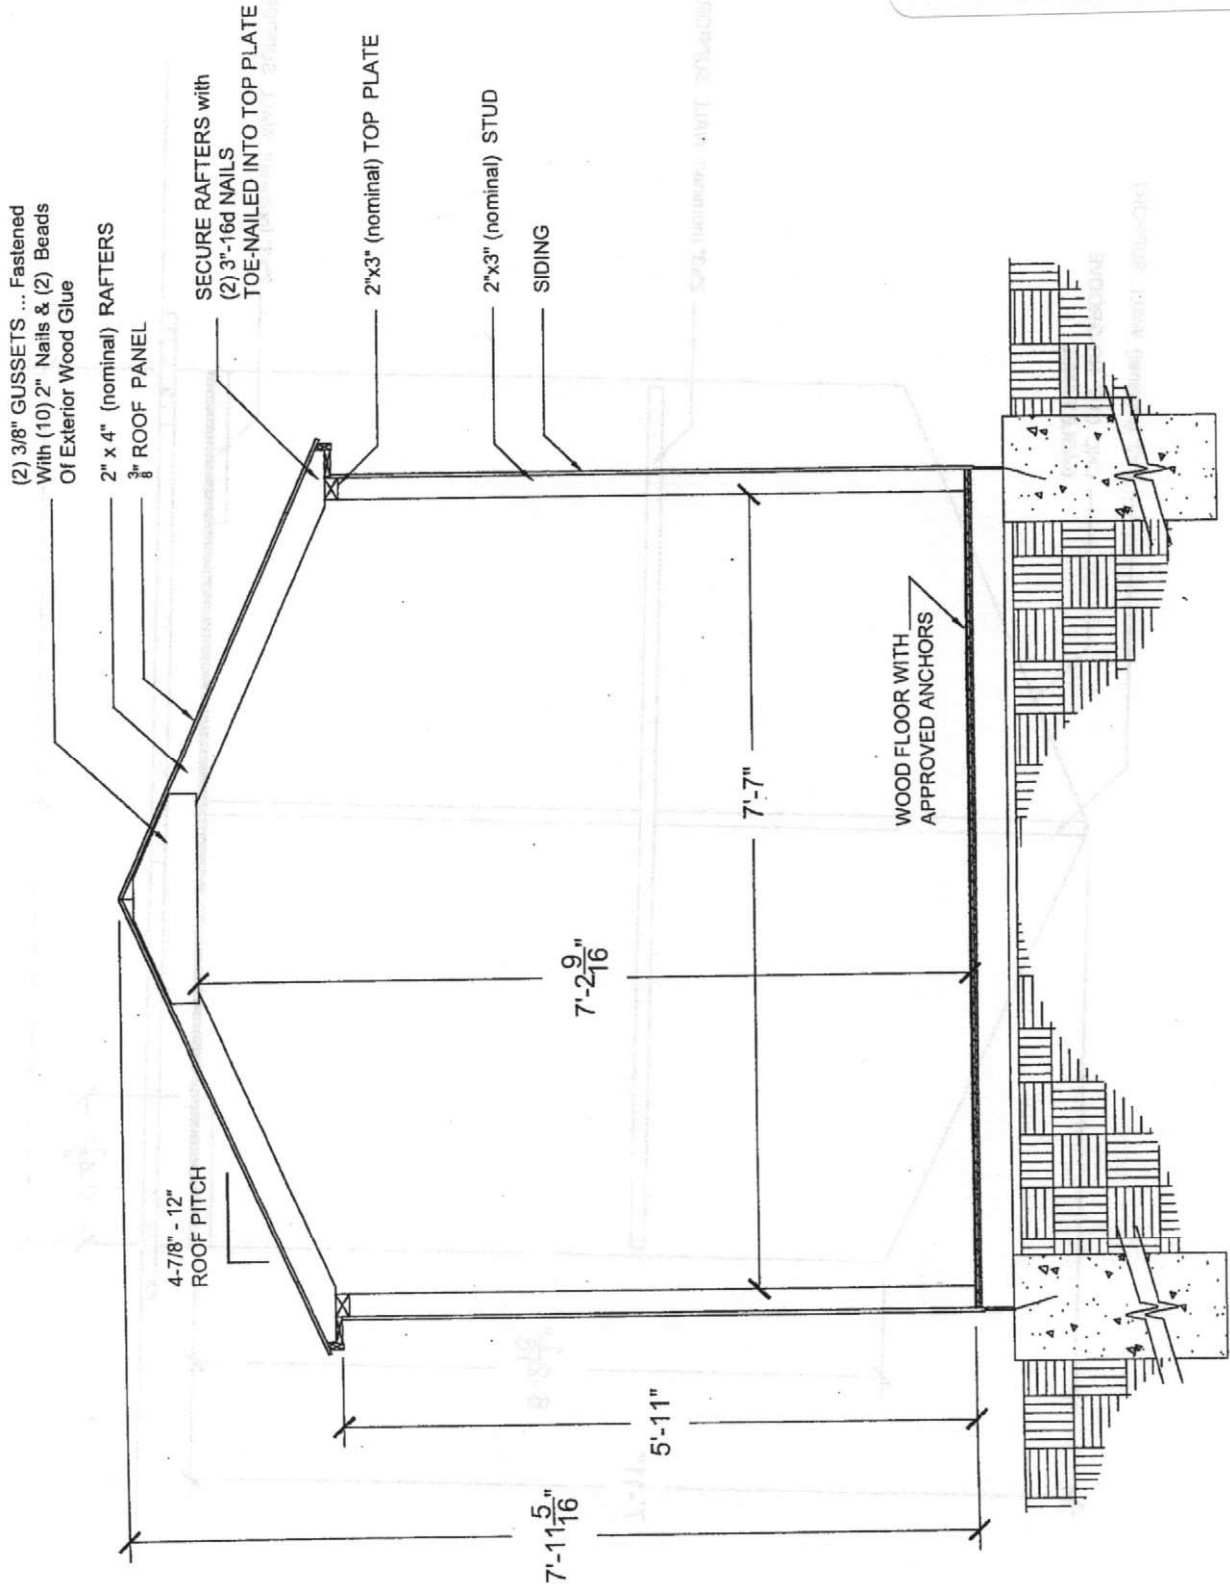 (2) 3/8" GUSSETS ... Fastened
With (10) 2" Nails & (2) Beads
Of Exterior Wood Glue
2" x 4" (nominal) RAFTERS
3/8" ROOF PANEL
SECURE RAFTERS with
(2) 3"-16d NAILS
TOE-NAILED INTO TOP PLATE
2"x3" (nominal) TOP PLATE
2"x3" (nominal) STUD
SIDING
4-7/8" - 12"
ROOF PITCH
7'-2 9/16"
7'-7"
WOOD FLOOR WITH
APPROVED ANCHORS
5'-11"
7'-11 5/16"